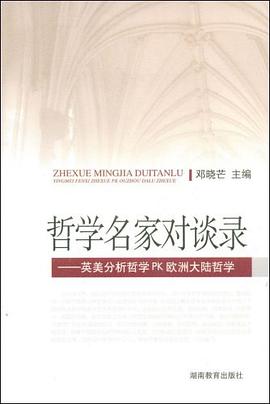 ZHEXUE MINGJIA DUITANLU
YINGMEI FENXI ZHEXUE PK OUZHOU DALU ZHEXUE
邓晓芒 主编
哲学名家对谈录
——英美分析哲学PK欧洲大陆哲学
湖南教育出版社